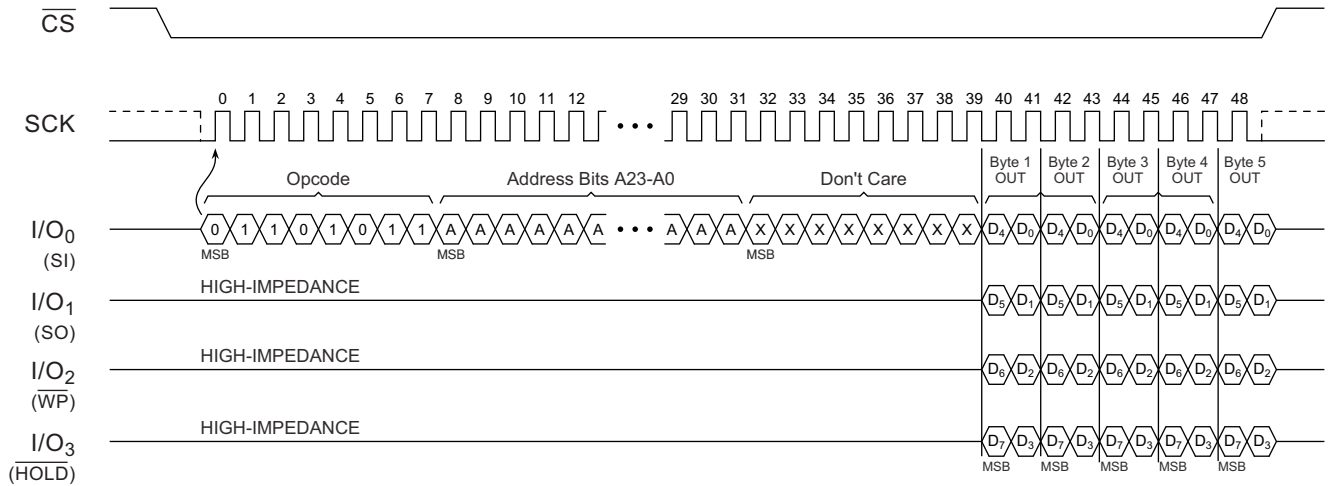 CS
SCK
0 1 2 3 4 5 6 7 8 9 10 11 12 29 30 31 32 33 34 35 36 37 38 39 40 41 42 43 44 45 46 47 48
Opcode Address Bits A23-A0 Don't Care Byte 1 OUT Byte 2 OUT Byte 3 OUT Byte 4 OUT Byte 5 OUT
I/O0 (SI)
0 1 1 0 1 0 1 1 A A A A A A • • • A A A X X X X X X X X D4 D0 D4 D0 D4 D0 D4 D0 D4 D0
MSB MSB MSB
I/O1 (SO)
HIGH-IMPEDANCE
D5 D1 D5 D1 D5 D1 D5 D1 D5 D1
I/O2 (WP)
HIGH-IMPEDANCE
D6 D2 D6 D2 D6 D2 D6 D2 D6 D2
I/O3 (HOLD)
HIGH-IMPEDANCE
D7 D3 D7 D3 D7 D3 D7 D3 D7 D3
MSB MSB MSB MSB MSB